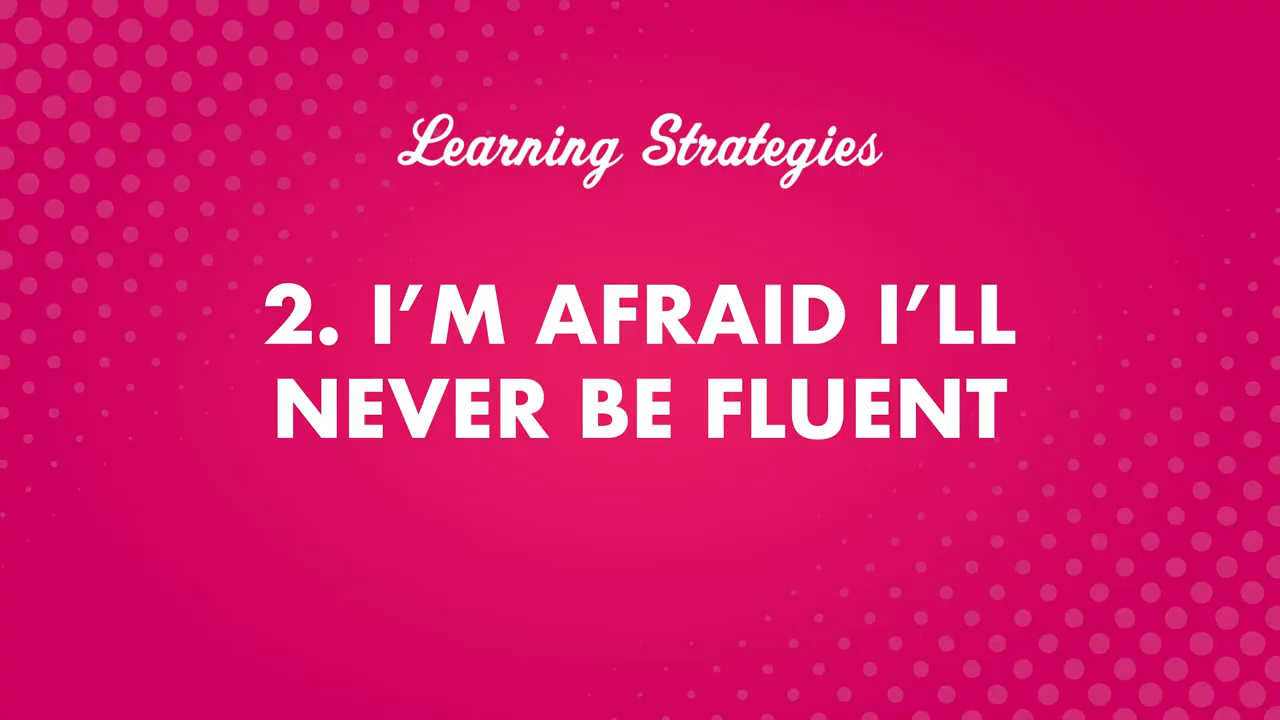 Learning Strategies
2. I’M AFRAID I’LL
NEVER BE FLUENT